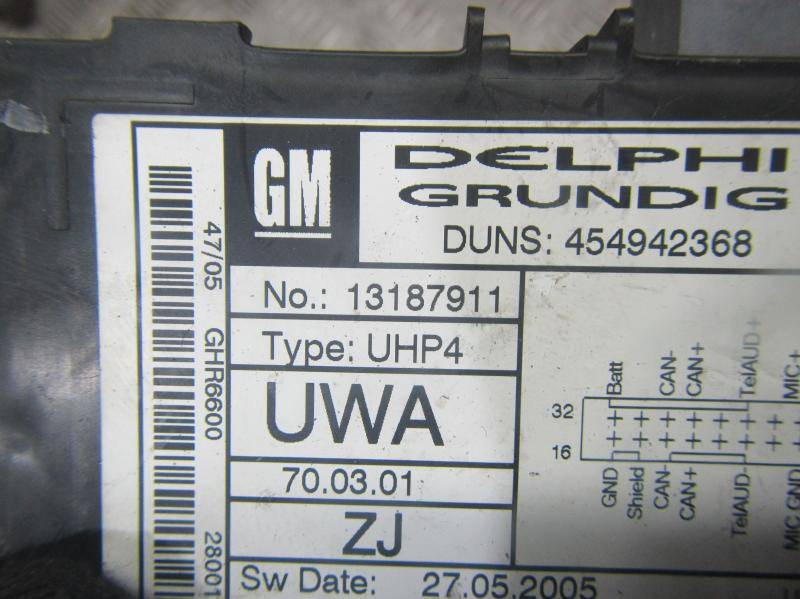 GM
DELPHI
GRUNDIG
DUNS: 454942368
No.: 13187911
Type: UHP4
UWA
70.03.01
ZJ
Sw Date: 27.05.2005
47/05 GHR6600 28001
Batt CAN- CAN+ TelAUD+ MIC+
32
16
GND Shield CAN- CAN+ TelAUD- MIC GND